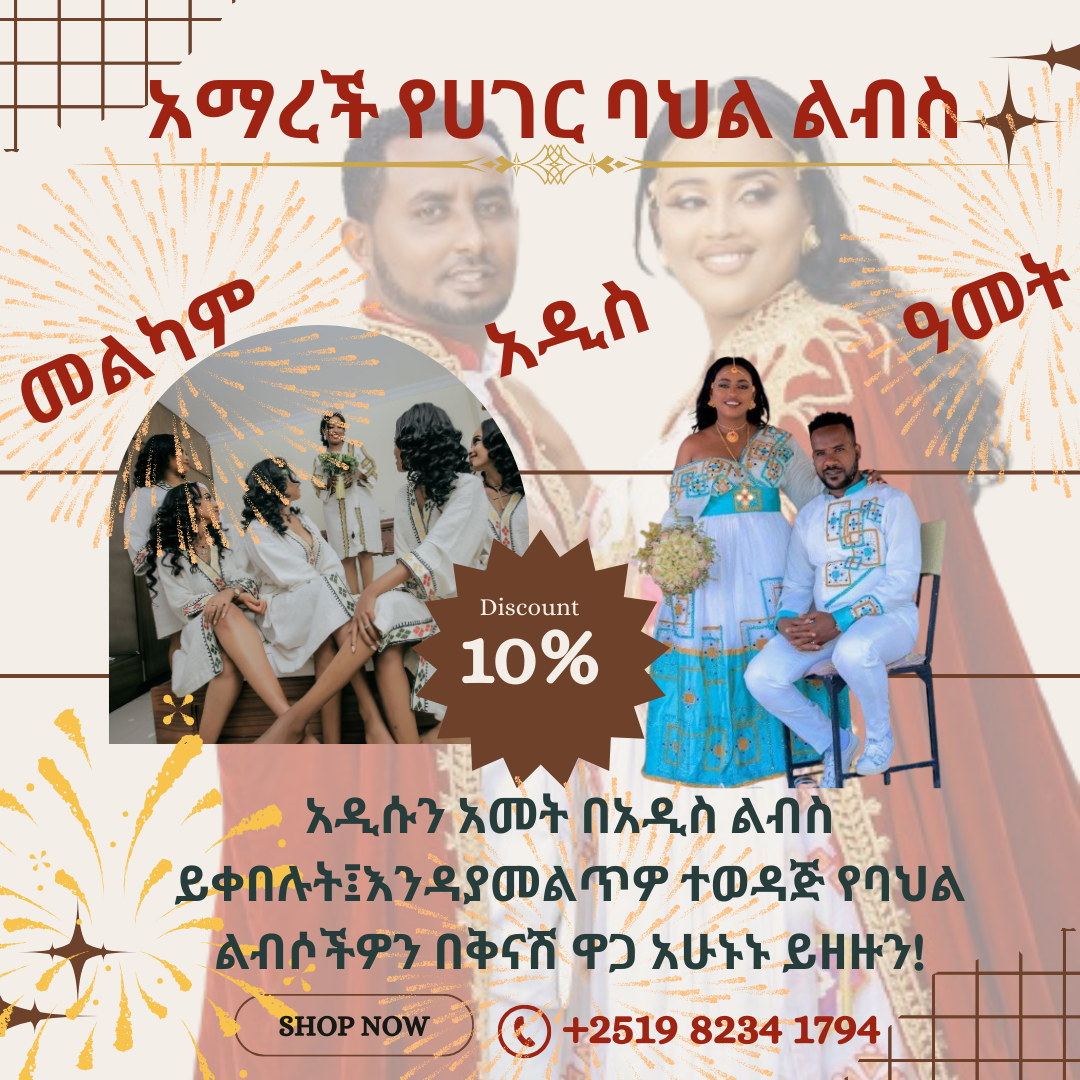 አማረች የሀገር ባህል ልብስ
መልካም አዲስ ዓመት
Discount
10%
አዲሱን አመት በአዲስ ልብስ
ይቀበሉት፤እንዳያመልጥዎ ተወዳጅ የባህል
ልብሶችዎን በቅናሽ ዋጋ አሁኑኑ ይዘዙን!
SHOP NOW
+2519 8234 1794